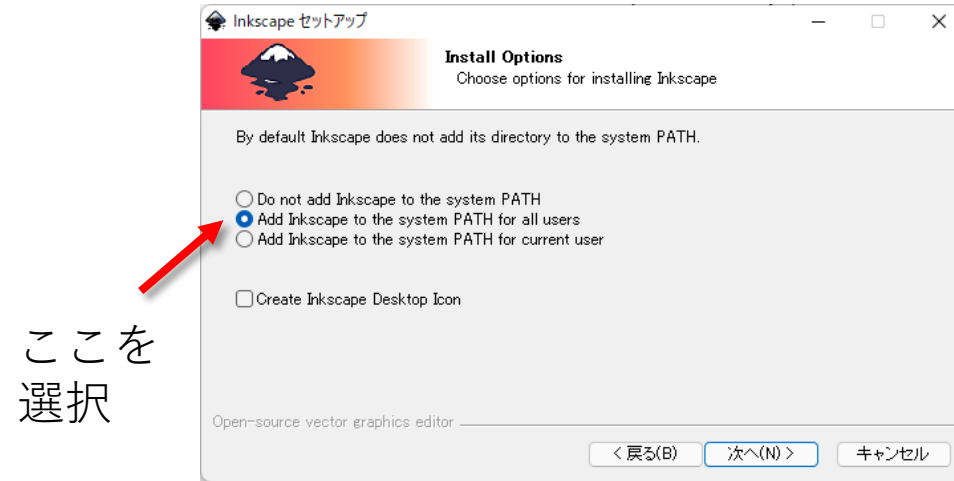 Inkscape セットアップ
Install Options
Choose options for installing Inkscape
By default Inkscape does not add its directory to the system PATH.
Do not add Inkscape to the system PATH
Add Inkscape to the system PATH for all users
Add Inkscape to the system PATH for current user
Create Inkscape Desktop Icon
ここを
選択
Open-source vector graphics editor
< 戻る(B)
次へ(N) >
キャンセル